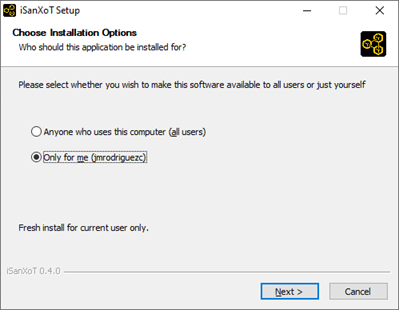 iSanXoT Setup
Choose Installation Options
Who should this application be installed for?
Please select whether you wish to make this software available to all users or just yourself
Anyone who uses this computer (all users)
Only for me (jmrodriguezc)
Fresh install for current user only.
iSanXoT 0.4.0
Next >
Cancel